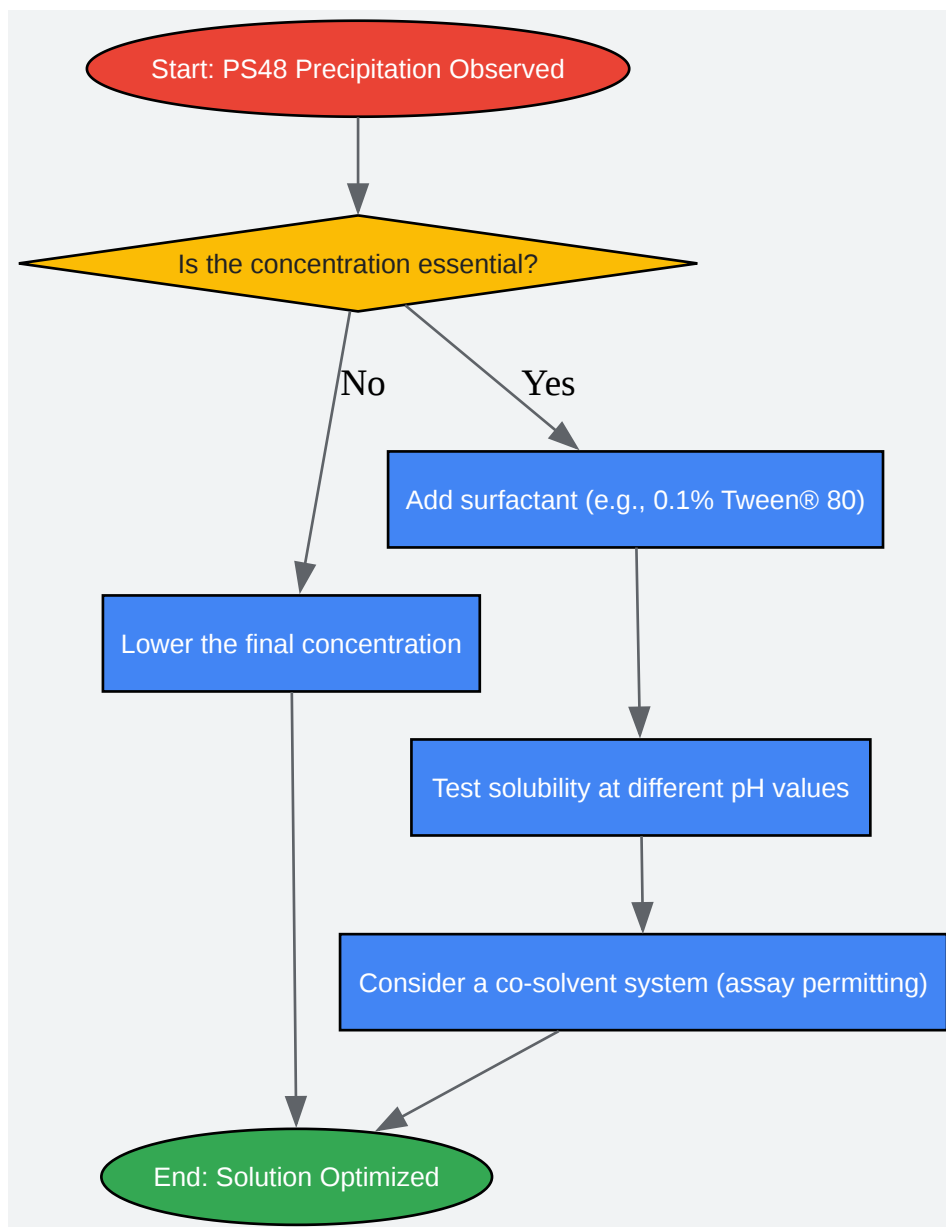 Start: PS48 Precipitation Observed
Is the concentration essential?
No
Yes
Add surfactant (e.g., 0.1% Tween® 80)
Lower the final concentration
Test solubility at different pH values
Consider a co-solvent system (assay permitting)
End: Solution Optimized